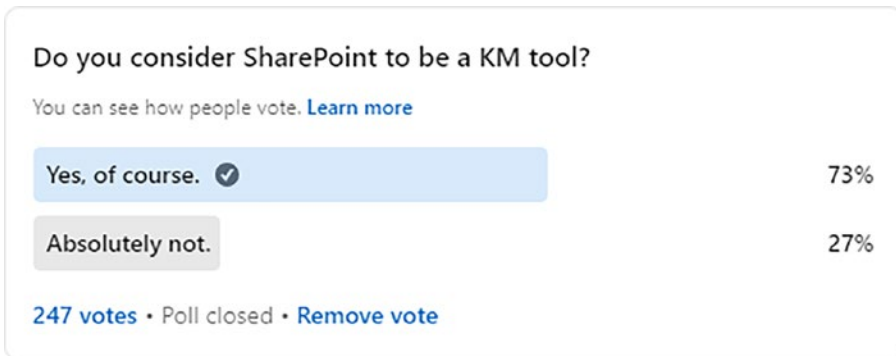 Do you consider SharePoint to be a KM tool?
You can see how people vote. Learn more
Yes, of course. 73%
Absolutely not. 27%
247 votes • Poll closed • Remove vote